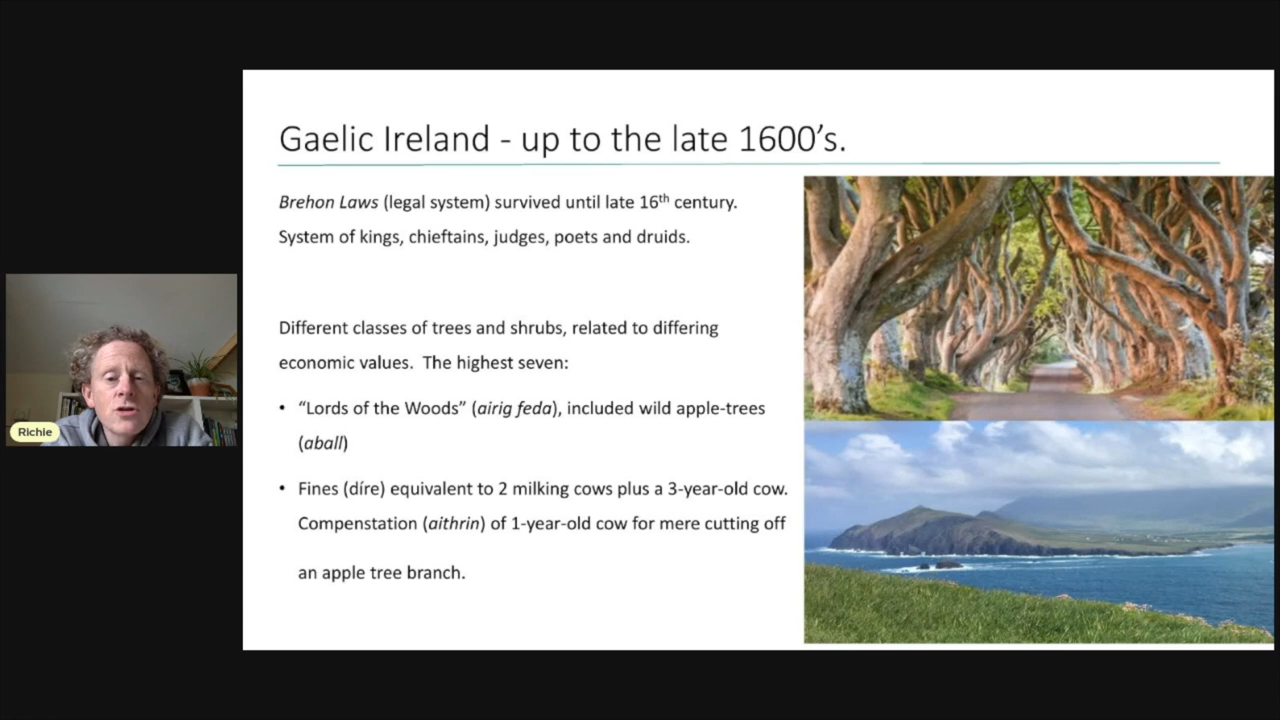 Gaelic Ireland - up to the late 1600’s.
Brehon Laws (legal system) survived until late 16th century.
System of kings, chieftains, judges, poets and druids.
Different classes of trees and shrubs, related to differing
economic values.  The highest seven:
• “Lords of the Woods” (airig feda), included wild apple-trees
(aball)
• Fines (díre) equivalent to 2 milking cows plus a 3-year-old cow.
Compenstation (aithrin) of 1-year-old cow for mere cutting off
an apple tree branch.
Richie